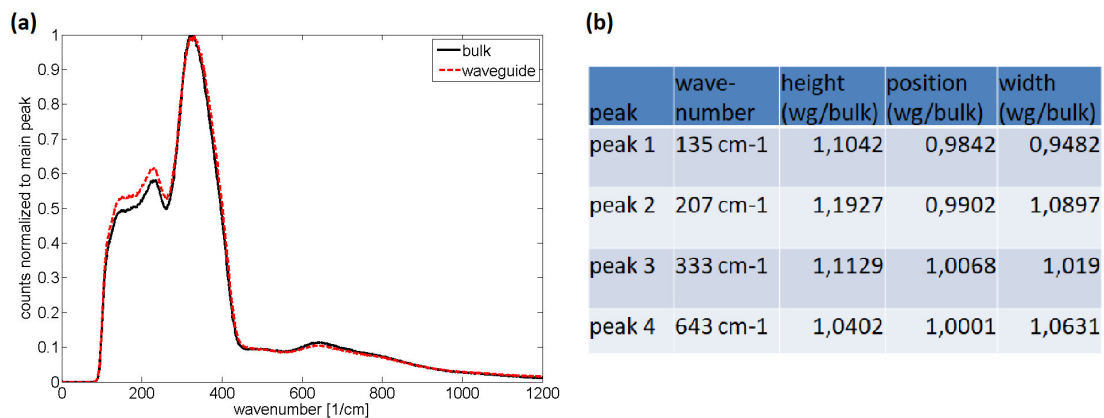 (a)
1
0.9
0.8
0.7
0.6
0.5
0.4
0.3
0.2
0.1
0
counts normalized to main peak
bulk
waveguide
0 200 400 600 800 1000 1200
wavenumber [1/cm]
(b)
peak wave-number height (wg/bulk) position (wg/bulk) width (wg/bulk)
peak 1 135 cm-1 1,1042 0,9842 0,9482
peak 2 207 cm-1 1,1927 0,9902 1,0897
peak 3 333 cm-1 1,1129 1,0068 1,019
peak 4 643 cm-1 1,0402 1,0001 1,0631